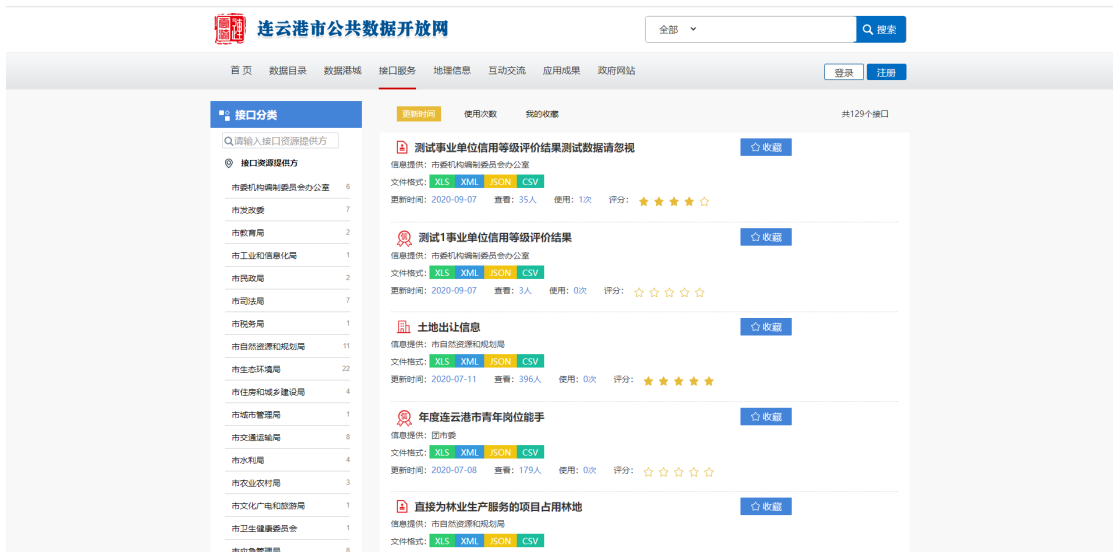 连云港市公共数据开放网
全部 搜索
首页 数据目录 数据港城 接口服务 地理信息 互动交流 应用成果 政府网站 登录 注册
接口分类
请输入接口资源提供方
接口资源提供方
市委机构编制委员会办公室 6
市发改委 7
市教育局 2
市工业和信息化局 1
市民政局 2
市司法局 7
市税务局 1
市自然资源和规划局 11
市生态环境局 22
市住房和城乡建设局 4
市城市管理局 1
市交通运输局 8
市水利局 4
市农业农村局 3
市文化广电和旅游局 1
市卫生健康委员会 1
市应急管理局 8
更新时间 使用次数 我的收藏 共129个接口
测试事业单位信用等级评价结果测试数据请忽视 收藏
信息提供：市委机构编制委员会办公室
文件格式：XLS XML JSON CSV
更新时间：2020-09-07 查看：35人 使用：1次 评分：
测试1事业单位信用等级评价结果 收藏
信息提供：市委机构编制委员会办公室
文件格式：XLS XML JSON CSV
更新时间：2020-09-07 查看：3人 使用：0次 评分：
土地出让信息 收藏
信息提供：市自然资源和规划局
文件格式：XLS XML JSON CSV
更新时间：2020-07-11 查看：396人 使用：0次 评分：
年度连云港市青年岗位能手 收藏
信息提供：团市委
文件格式：XLS XML JSON CSV
更新时间：2020-07-08 查看：179人 使用：0次 评分：
直接为林业生产服务的项目占用林地 收藏
信息提供：市自然资源和规划局
文件格式：XLS XML JSON CSV